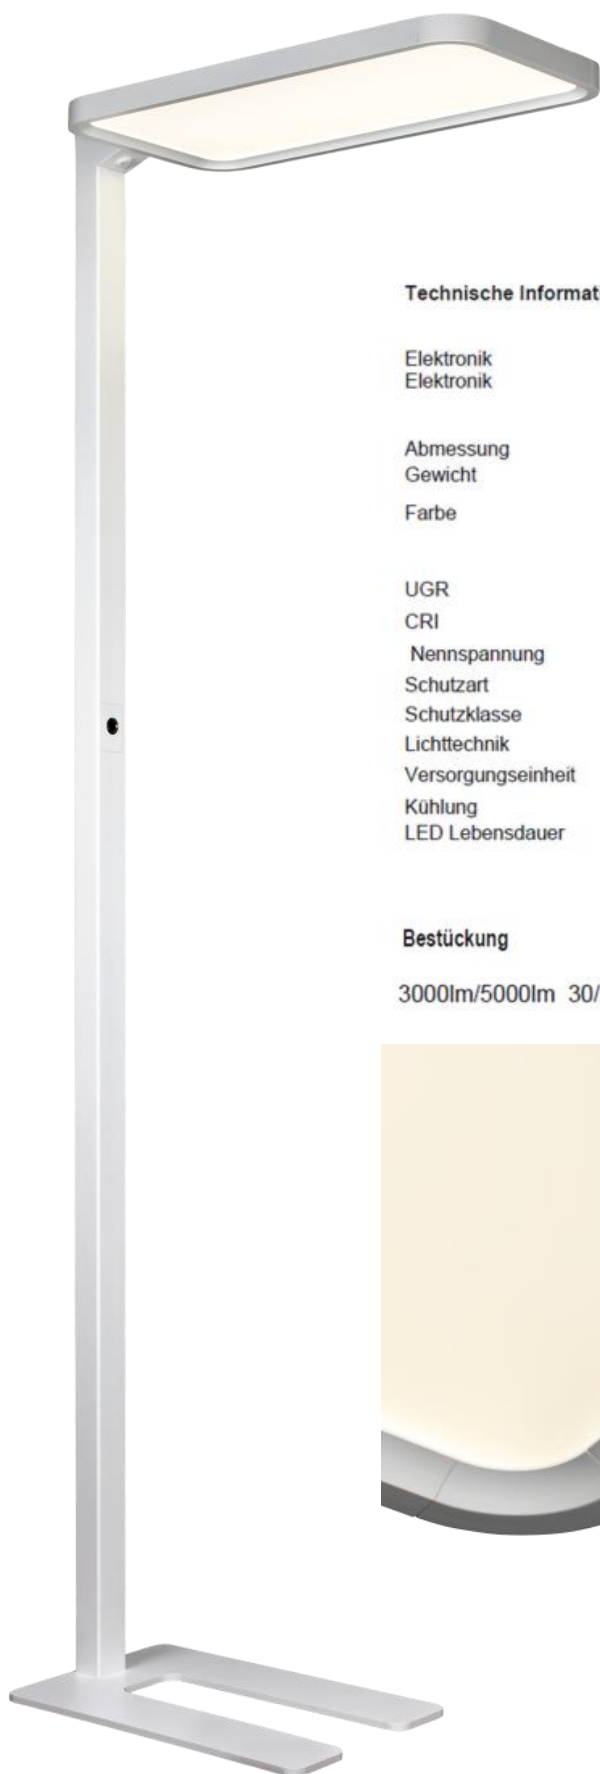 Technische Informat
Elektronik
Elektronik
Abmessung
Gewicht
Farbe
UGR
CRI
Nennspannung
Schutzart
Schutzklasse
Lichttechnik
Versorgungseinheit
Kühlung
LED Lebensdauer
Bestückung
3000lm/5000lm 30/